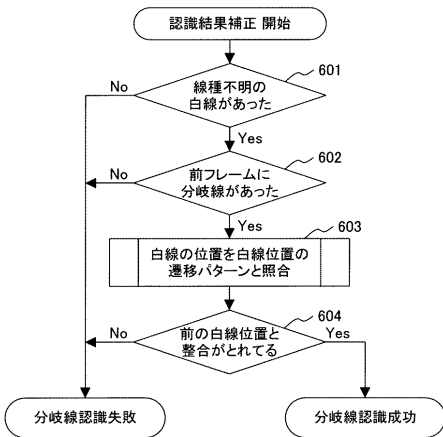 認識結果補正 開始
601
線種不明の
白線があった
No
Yes
602
前フレームに
分岐線があった
No
Yes
603
白線の位置を白線位置の
遷移パターンと照合
604
前の白線位置と
整合がとれてる
No
Yes
分岐線認識失敗
分岐線認識成功